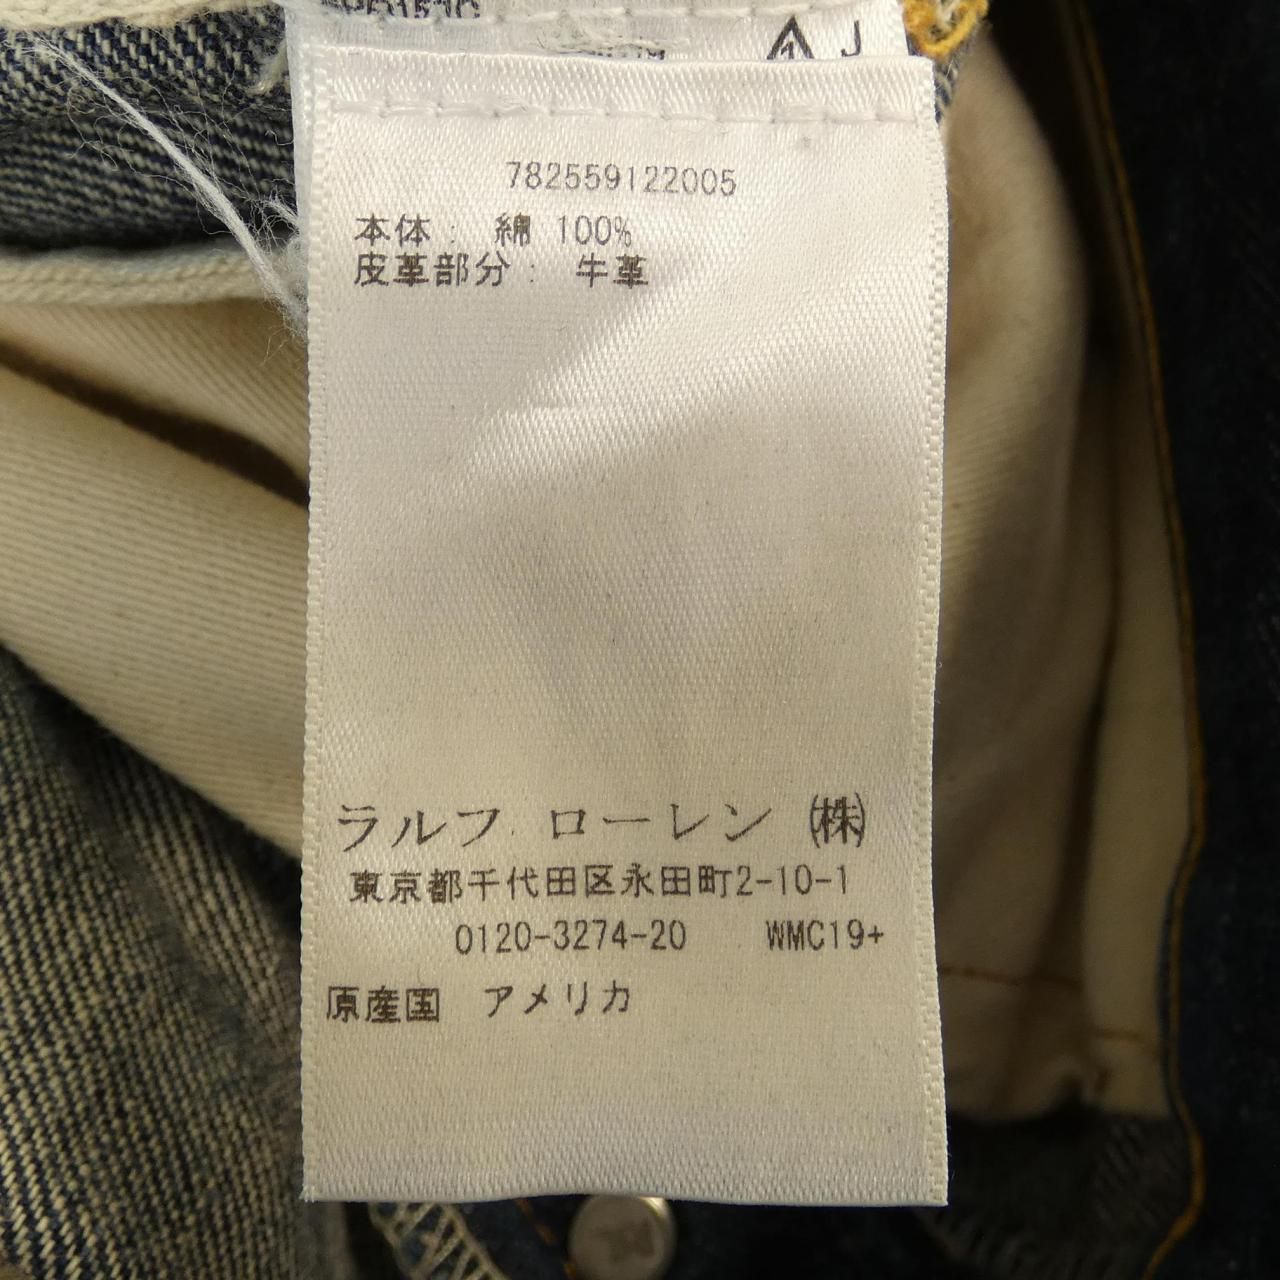 J
782559122005
本体: 綿 100%
皮革部分: 牛革
ラルフ ローレン ㈱
東京都千代田区永田町2-10-1
0120-3274-20 WMC19+
原産国 アメリカ